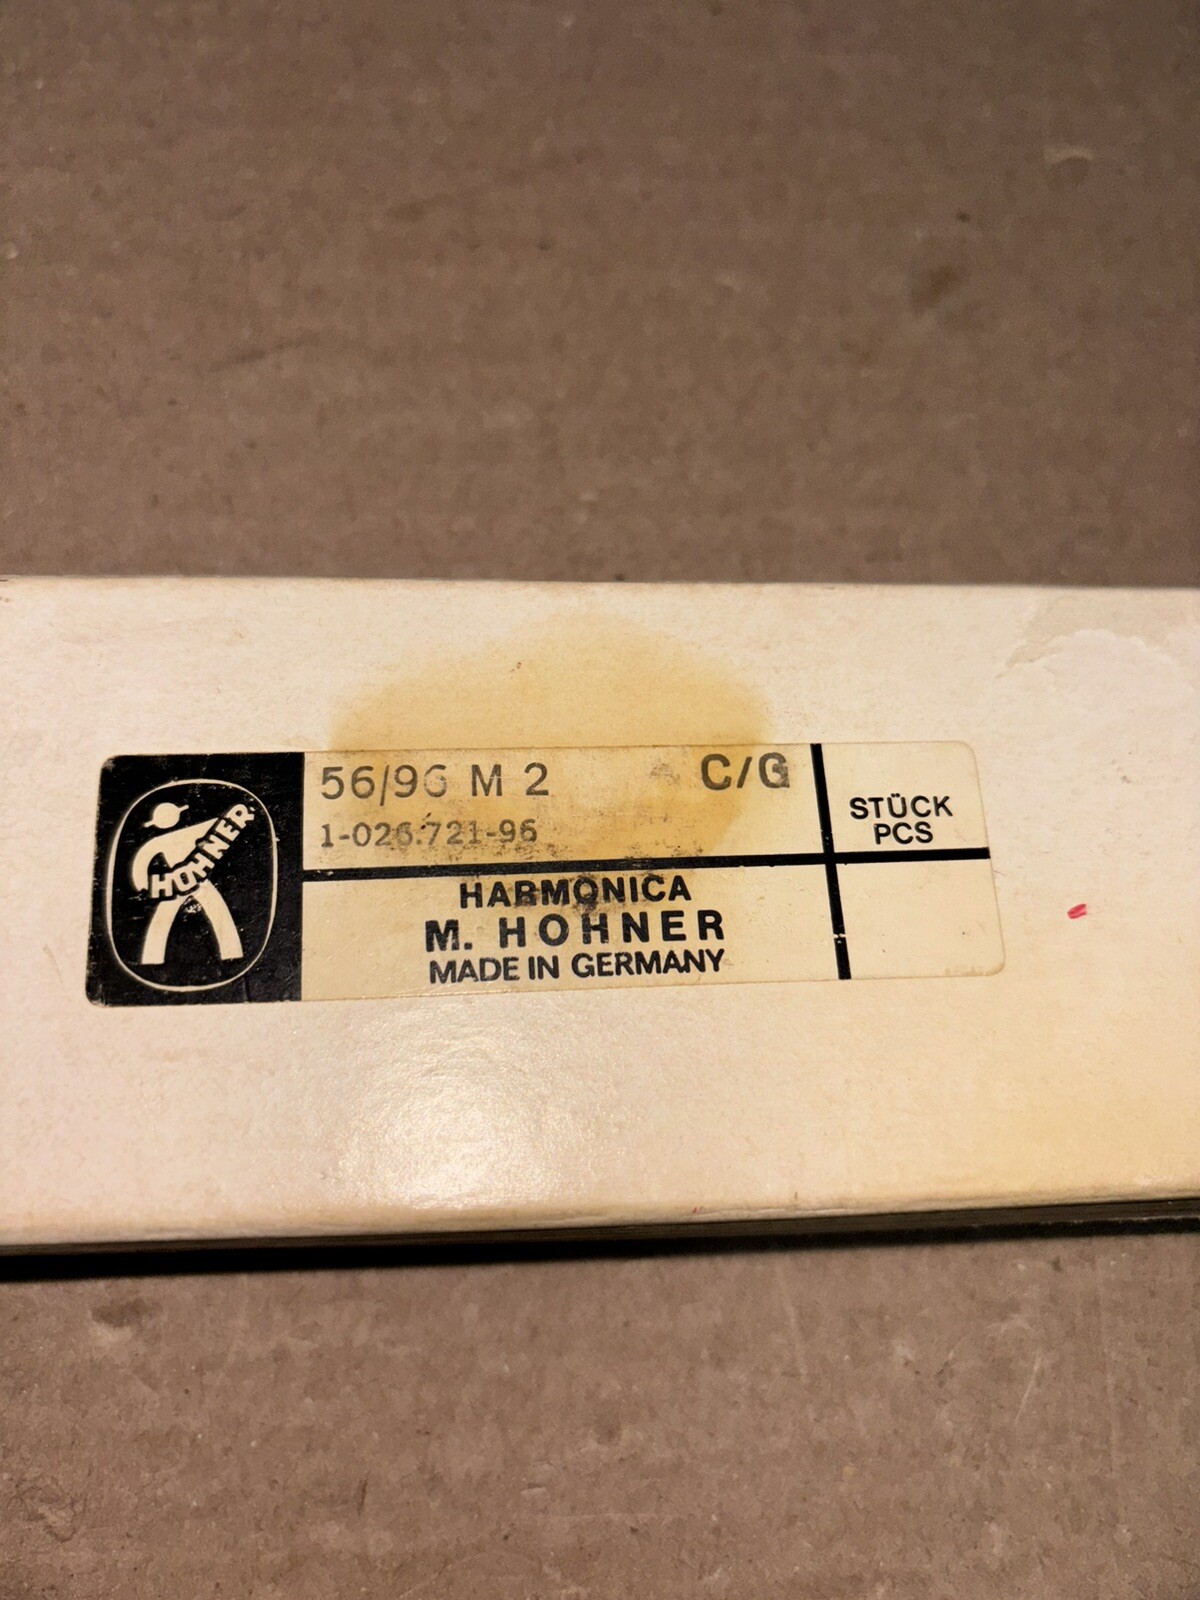 HOHNER
56/96 M 2 C/G
1-026.721-96
STÜCK
PCS
HARMONICA
M. HOHNER
MADE IN GERMANY